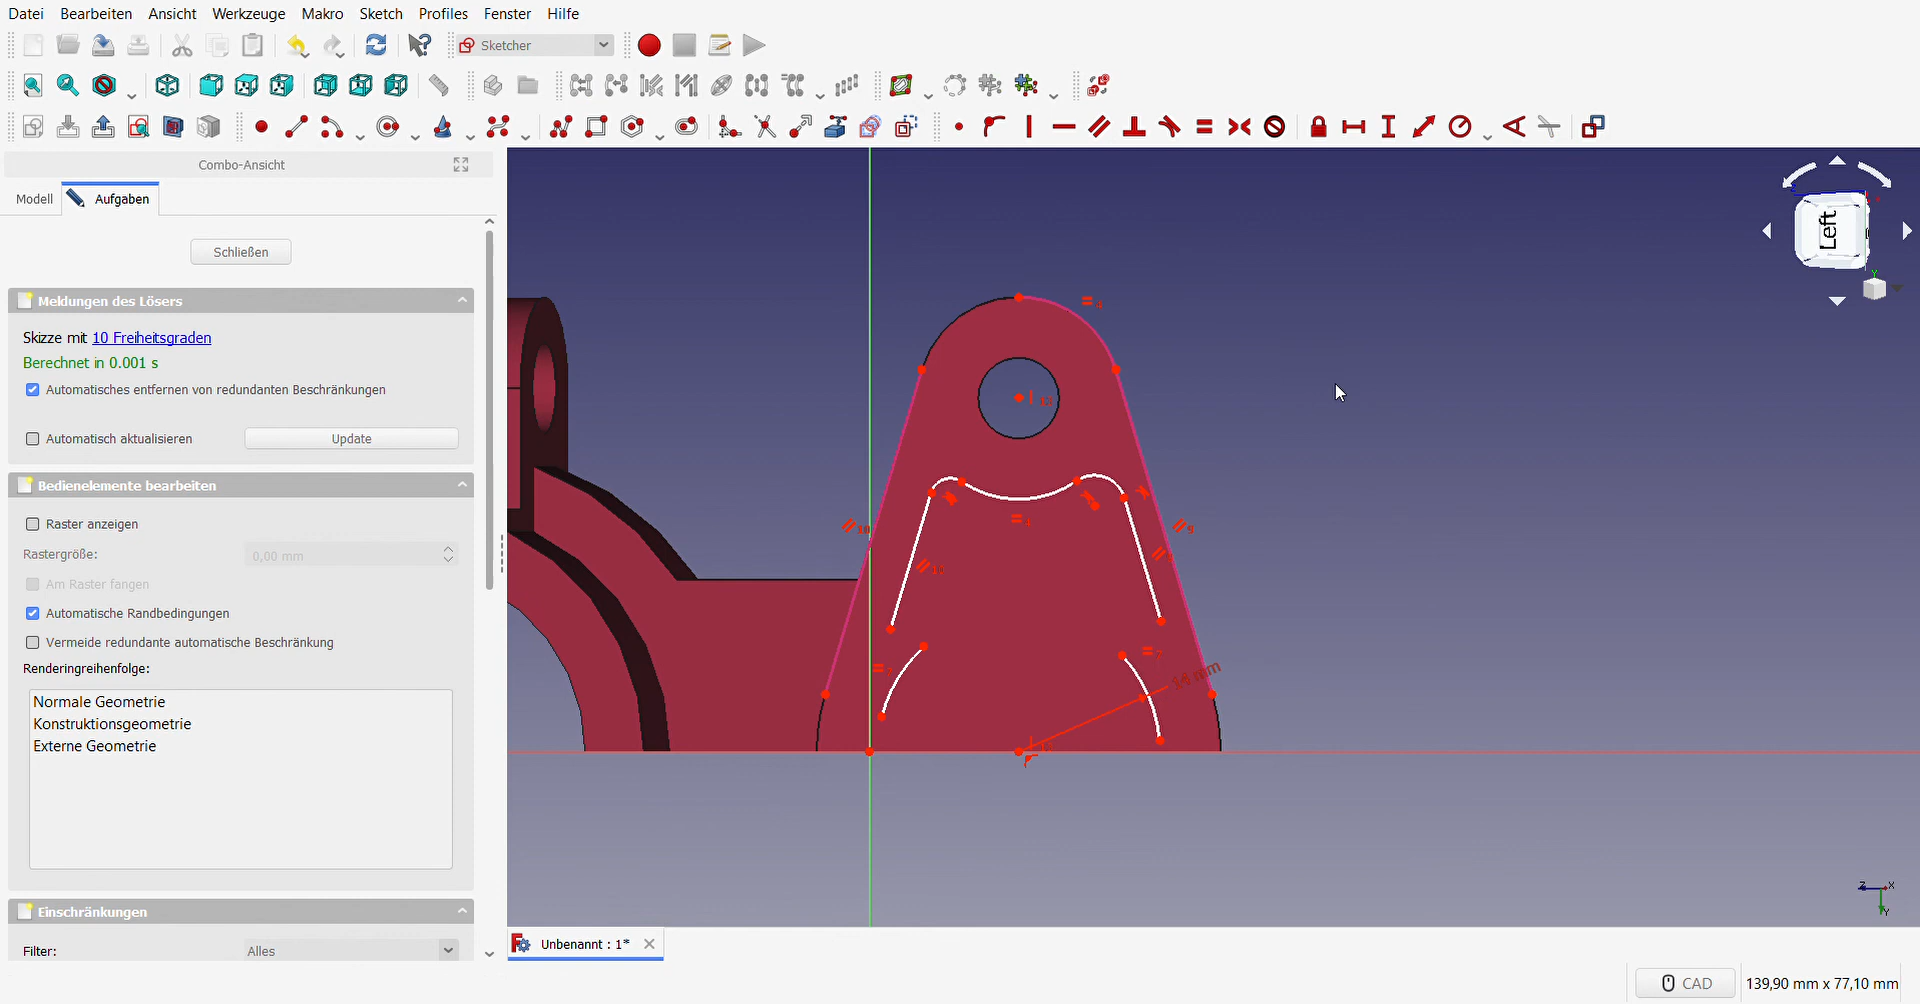 Datei Bearbeiten Ansicht Werkzeuge Makro Sketch Profiles Fenster Hilfe
Sketcher
Combo-Ansicht
Modell Aufgaben
Schließen
Meldungen des Lösers
Skizze mit 10 Freiheitsgraden
Berechnet in 0.001 s
Automatisches entfernen von redundanten Beschränkungen
Automatisch aktualisieren Update
Bedienelemente bearbeiten
Raster anzeigen
Rastergröße: 0,00 mm
Am Raster fangen
Automatische Randbedingungen
Vermeide redundante automatische Beschränkung
Renderingreihenfolge:
Normale Geometrie
Konstruktionsgeometrie
Externe Geometrie
Einschränkungen
Filter: Alles
Left
14 mm
Z X
Y
Unbenannt : 1*
CAD 139,90 mm x 77,10 mm